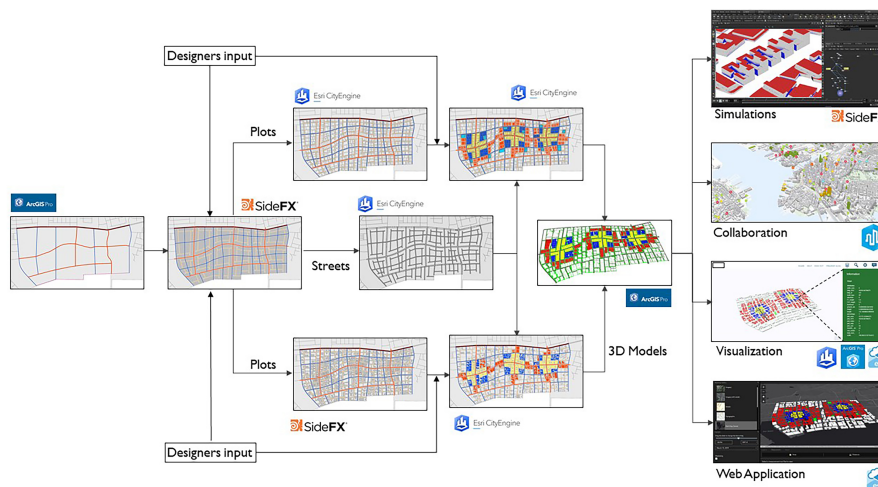 Designers input
Esri CityEngine
Esri CityEngine
Plots
ArcGIS Pro
SideFX
Esri CityEngine
Streets
ArcGIS Pro
3D Models
Plots
SideFX
Esri CityEngine
Designers input
Simulations
SideF
Collaboration
Visualization
ArcGIS Pro
Web Application